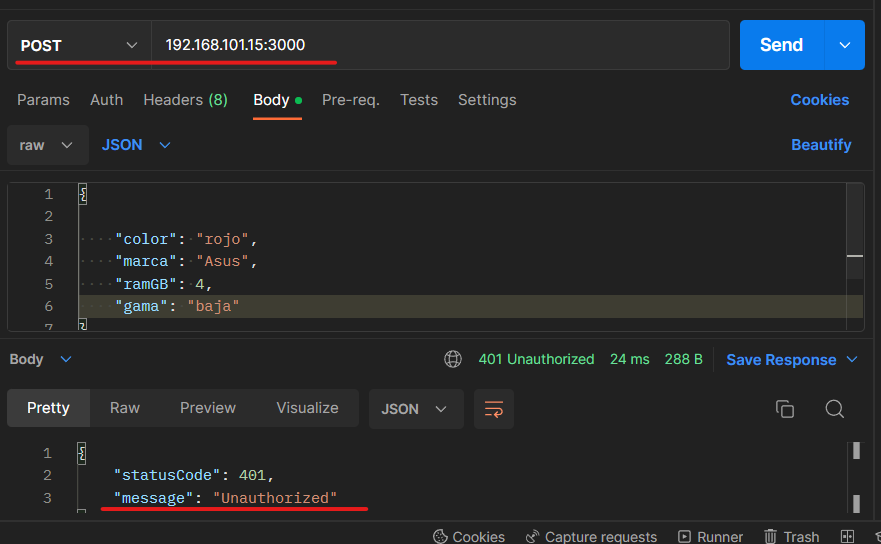 POST 192.168.101.15:3000 Send
Params Auth Headers (8) Body Pre-req. Tests Settings Cookies
raw JSON Beautify
1 {
2
3 "color": "rojo",
4 "marca": "Asus",
5 "ramGB": 4,
6 "gama": "baja"
7 }
Body 401 Unauthorized 24 ms 288 B Save Response
Pretty Raw Preview Visualize JSON
1 {
2 "statusCode": 401,
3 "message": "Unauthorized"
Cookies Capture requests Runner Trash